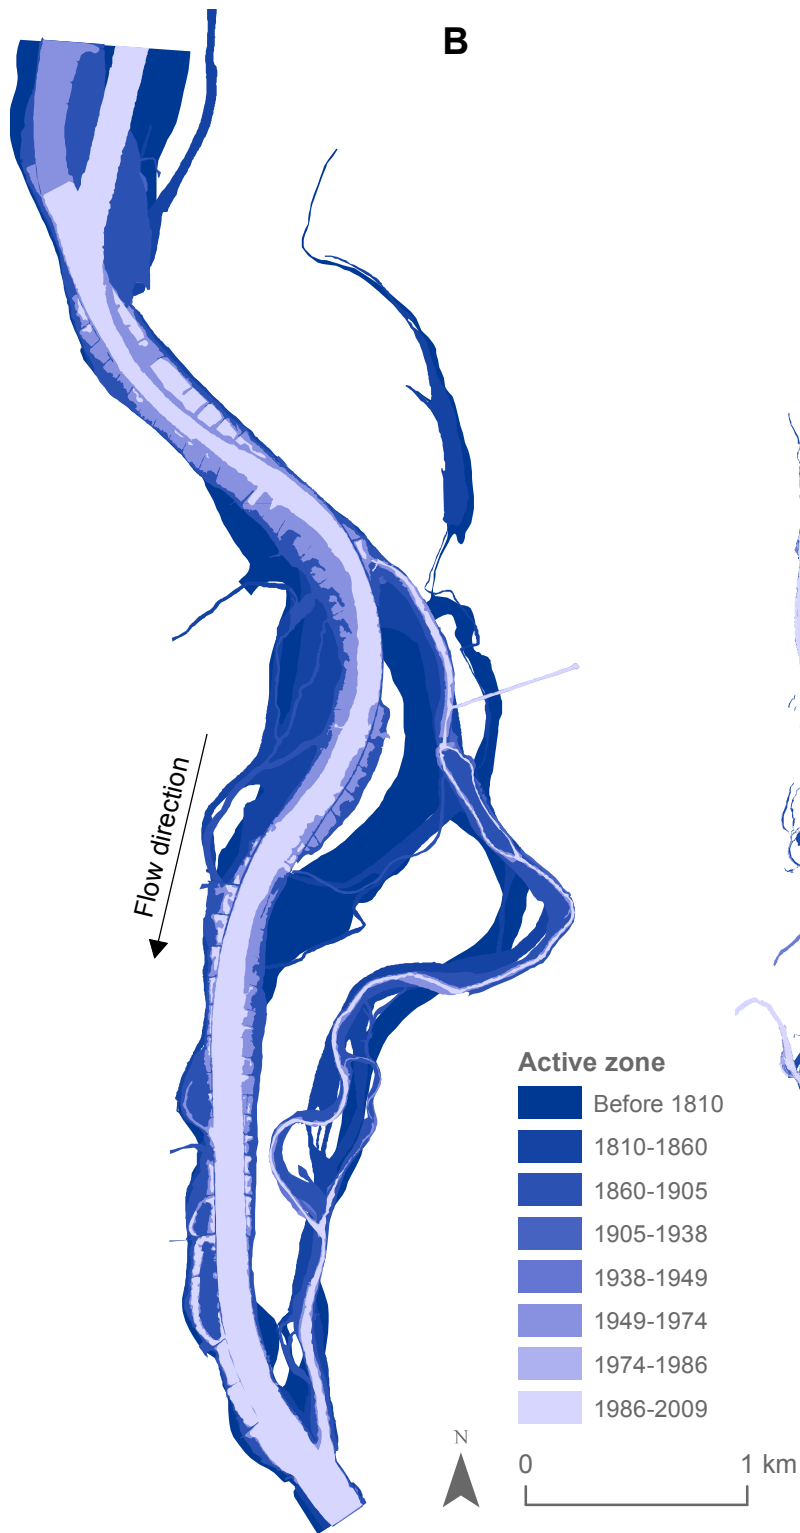 B
Flow direction
Active zone
Before 1810
1810-1860
1860-1905
1905-1938
1938-1949
1949-1974
1974-1986
1986-2009
N
0 1 km